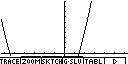 TRACE ZOOM SKTCH G-SLV TABL D